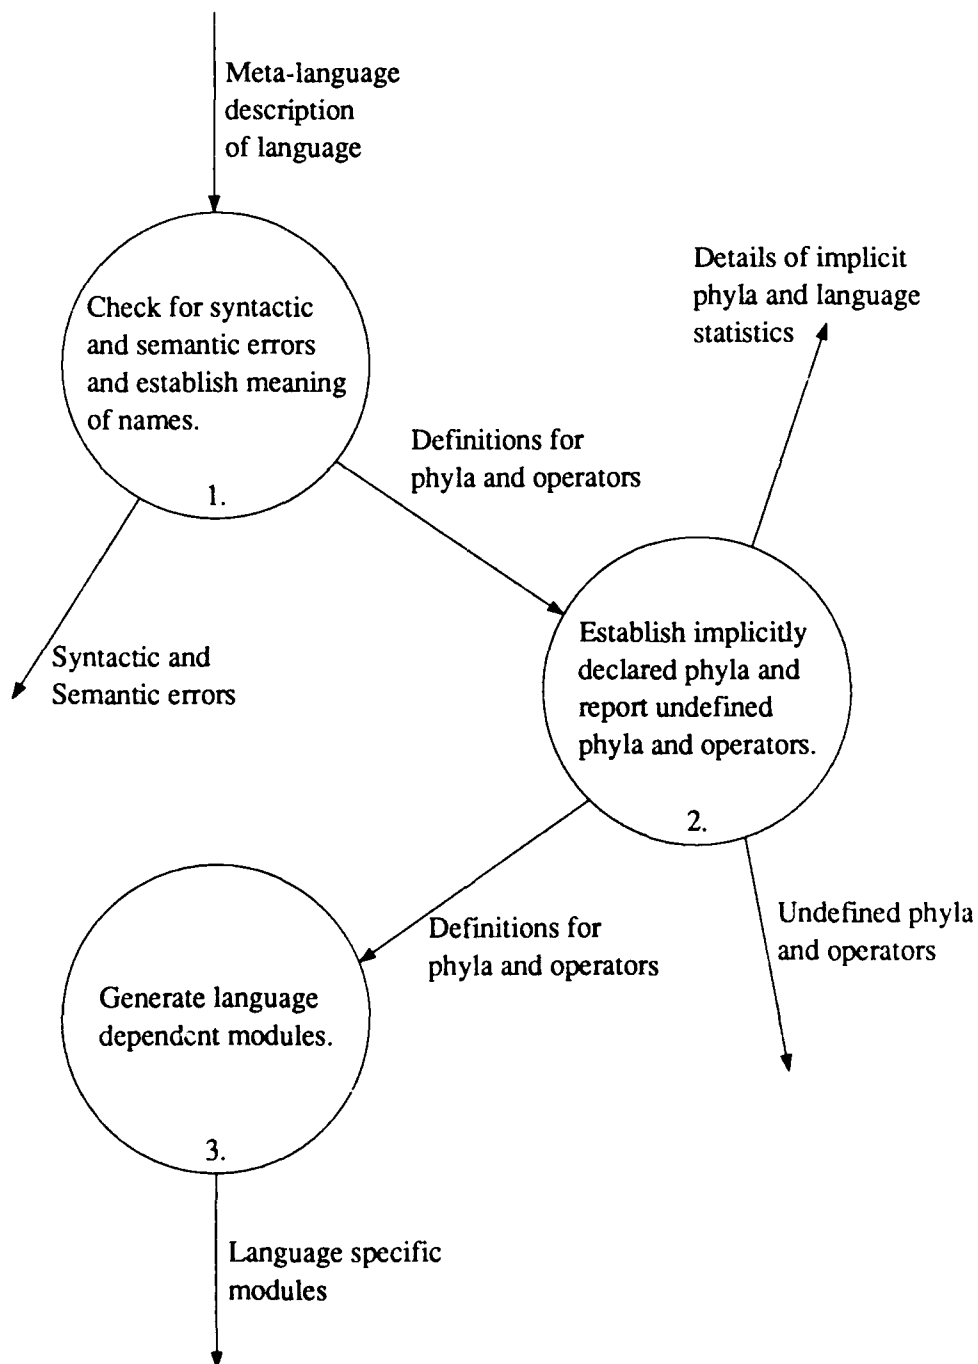 Meta-language
description
of language
Check for syntactic
and semantic errors
and establish meaning
of names.
1.
Details of implicit
phyla and language
statistics
Definitions for
phyla and operators
Syntactic and
Semantic errors
Establish implicitly
declared phyla and
report undefined
phyla and operators.
2.
Definitions for
phyla and operators
Undefined phyla
and operators
Generate language
dependent modules.
3.
Language specific
modules